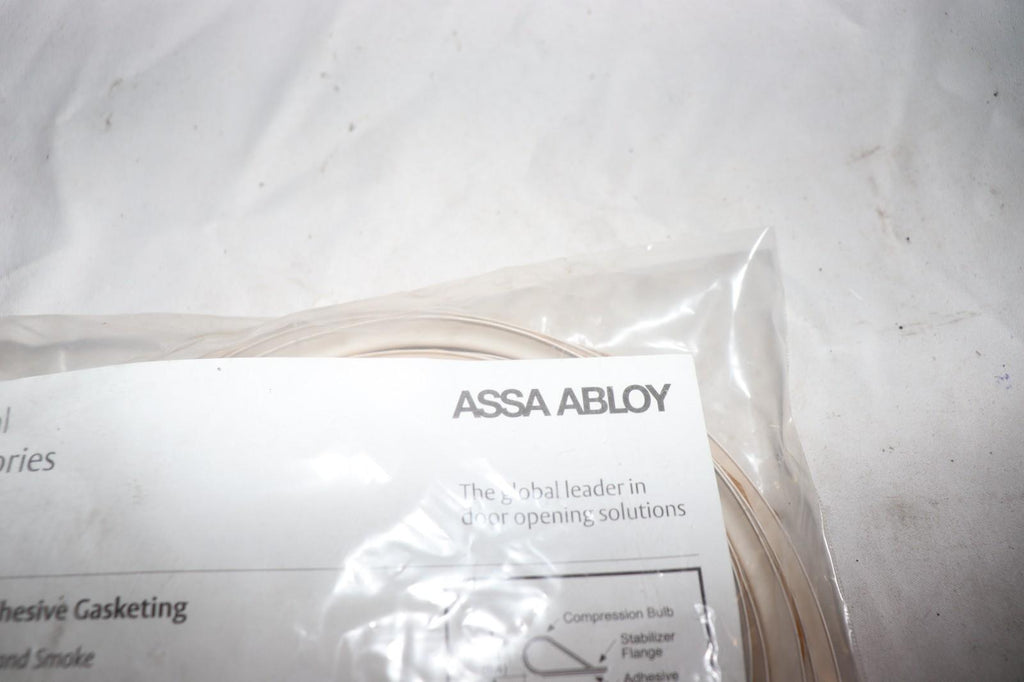 ASSA ABLOY
ories
The global leader in
door opening solutions
hesive Gasketing
and Smoke
Compression Bulb
Stabilizer
Flange
Adhesive